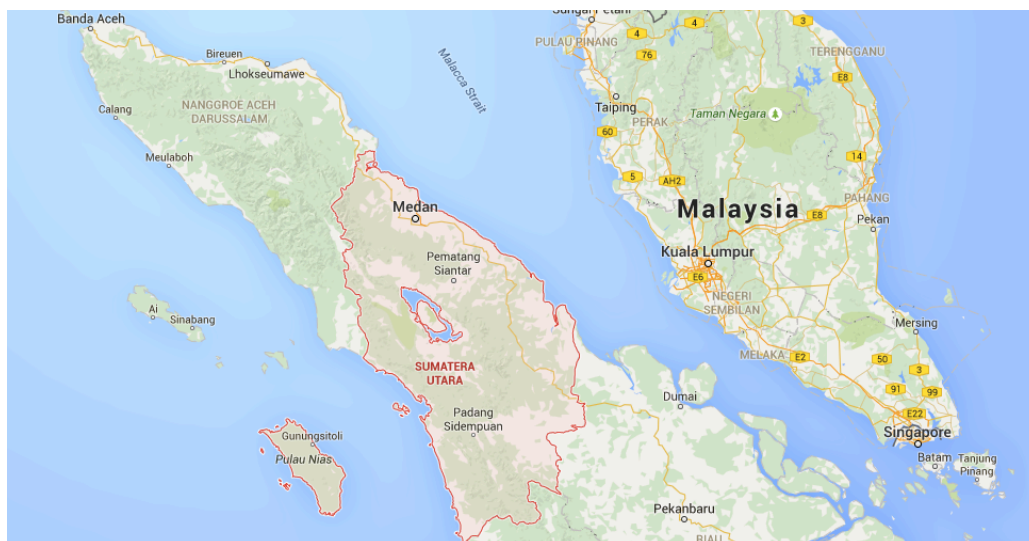 Banda Aceh
Bireuen
Lhokseumawe
NANGGROE ACEH
DARUSSALAM
Calang
Meulaboh
Malacca Strait
Sungai Petani
PULAU PINANG
4
4
3
76
TERENGGANU
E8
Taiping
PERAK
Taman Negara
60
14
5
AH2
PAHANG
Malaysia
E8
Pekan
Kuala Lumpur
E6
NEGERI
SEMBILAN
Mersing
MELAKA
E2
50
3
91
99
E22
Singapore
Batam
Tanjung
Pinang
Medan
Pematang
Siantar
Ai
Sinabang
SUMATERA
UTARA
Padang
Sidempuan
Dumai
Gunungsitoli
Pulau Nias
Pekanbaru
RIAU